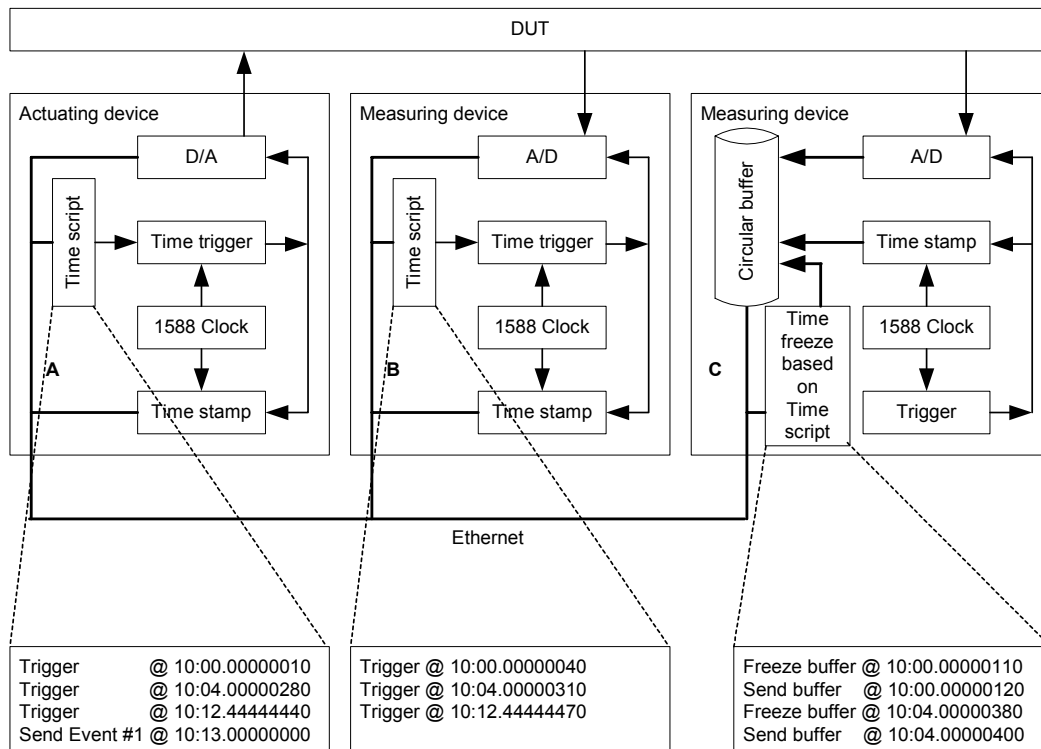 DUT
Actuating device
D/A
Time script
Time trigger
1588 Clock
A
Time stamp
Measuring device
A/D
Time script
Time trigger
1588 Clock
B
Time stamp
Measuring device
A/D
Circular buffer
Time stamp
1588 Clock
C
Time
freeze
based
on
Time
script
Trigger
Ethernet
Trigger @ 10:00.00000010
Trigger @ 10:04.00000280
Trigger @ 10:12.44444440
Send Event #1 @ 10:13.00000000
Trigger @ 10:00.00000040
Trigger @ 10:04.00000310
Trigger @ 10:12.44444470
Freeze buffer @ 10:00.00000110
Send buffer @ 10:00.00000120
Freeze buffer @ 10:04.00000380
Send buffer @ 10:04.00000400